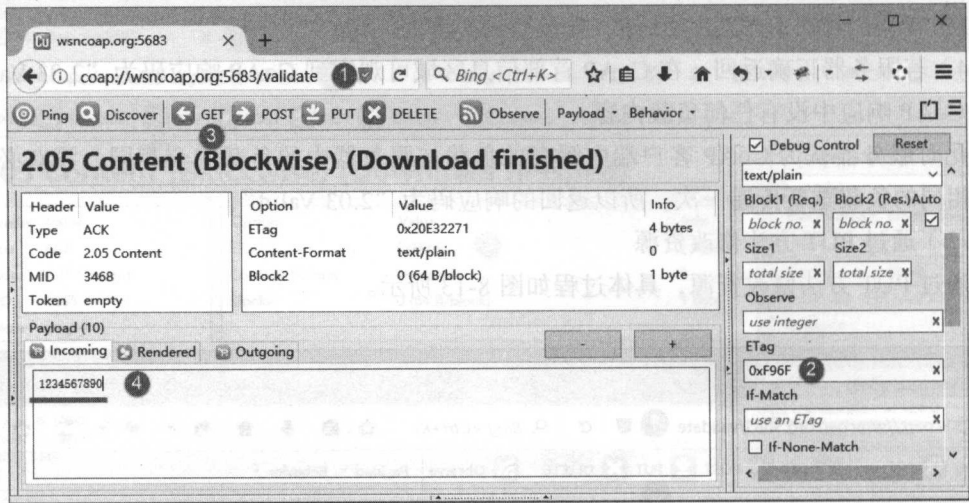 wsncoap.org:5683
coap://wsncoap.org:5683/validate 1 Bing <Ctrl+K>
Ping Discover GET POST PUT DELETE Observe Payload Behavior
3
2.05 Content (Blockwise) (Download finished)
Header Value
Type ACK
Code 2.05 Content
MID 3468
Token empty
Option Value Info
ETag 0x20E32271 4 bytes
Content-Format text/plain 0
Block2 0 (64 B/block) 1 byte
Payload (10)
Incoming Rendered Outgoing - +
1234567890 4
Debug Control Reset
text/plain
Block1 (Req.) Block2 (Res.) Auto
block no. x block no. x
Size1 Size2
total size x total size x
Observe
use integer x
ETag
0xF96F 2 x
If-Match
use an ETag x
If-None-Match